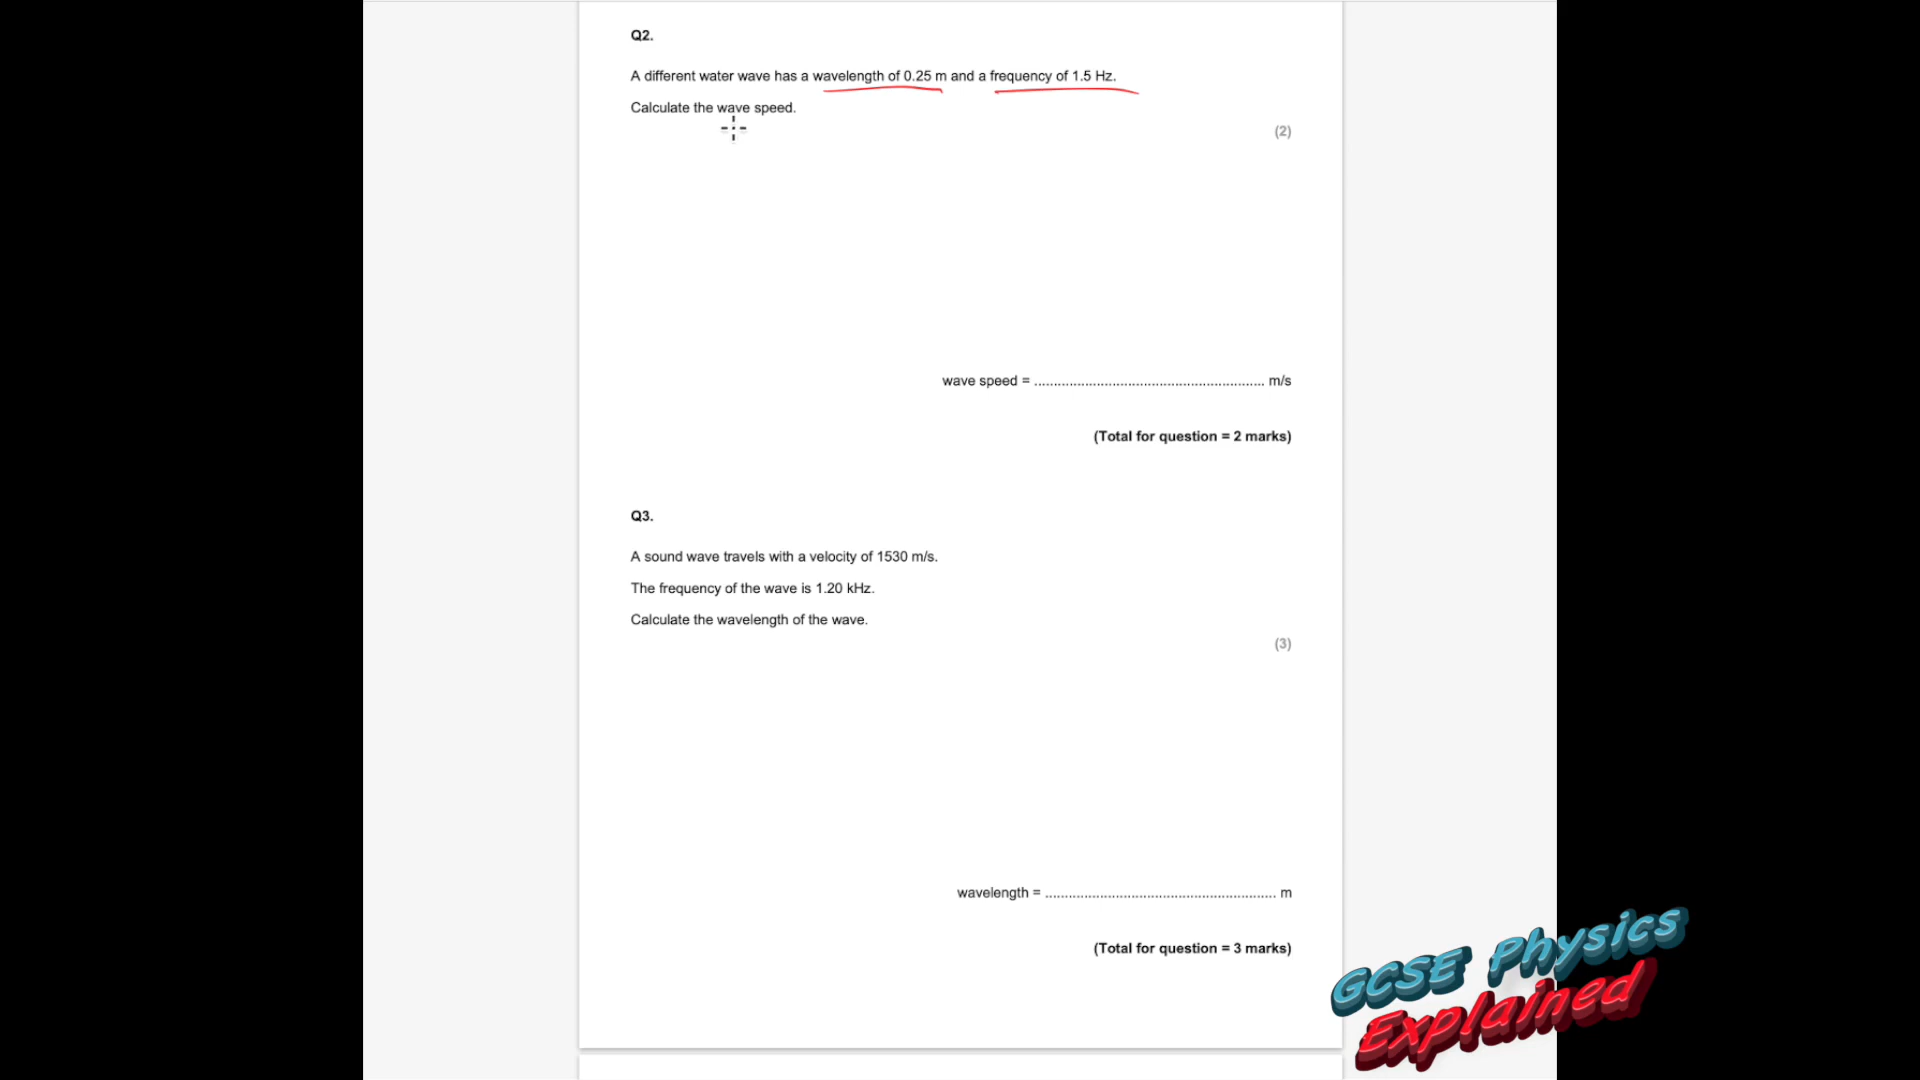 Q2.
A different water wave has a wavelength of 0.25 m and a frequency of 1.5 Hz.
Calculate the wave speed.
(2)
wave speed = ........................................................... m/s
(Total for question = 2 marks)
Q3.
A sound wave travels with a velocity of 1530 m/s.
The frequency of the wave is 1.20 kHz.
Calculate the wavelength of the wave.
(3)
wavelength = ........................................................... m
(Total for question = 3 marks)
GCSE Physics
Explained